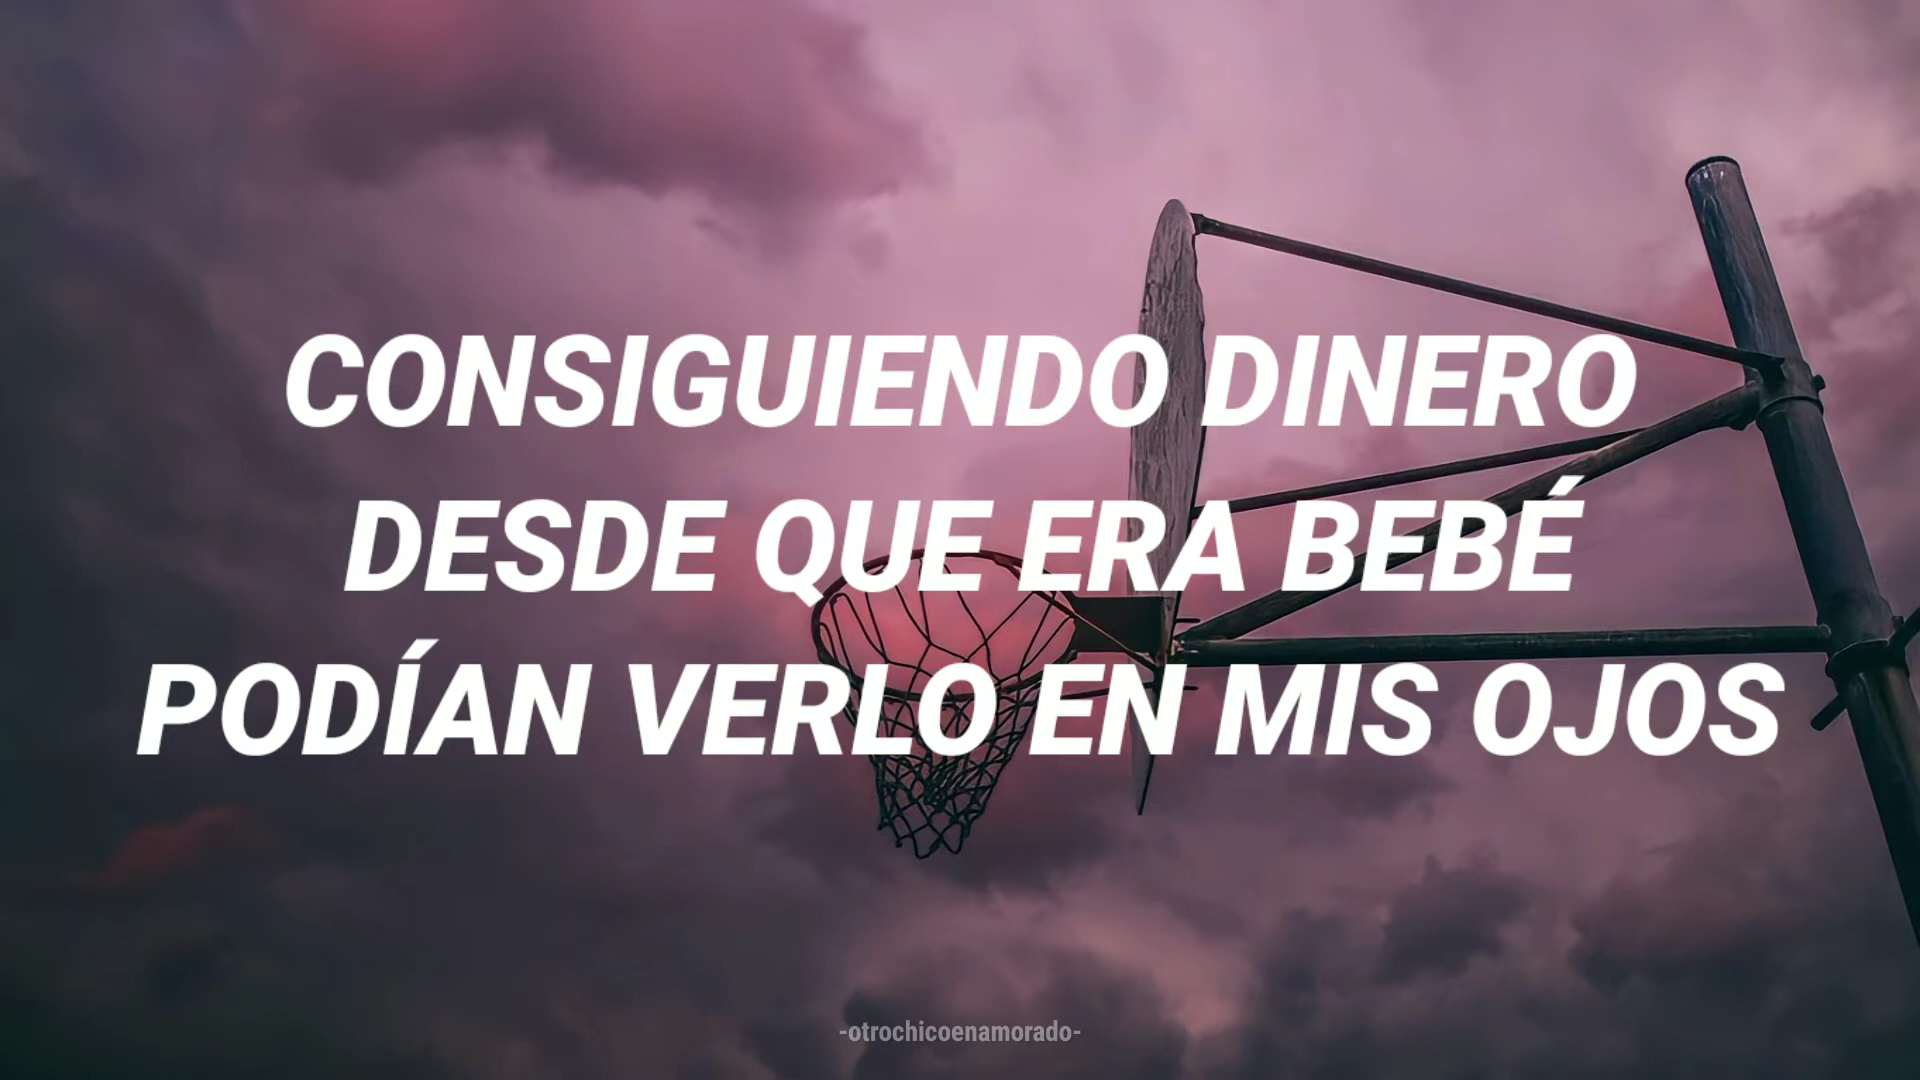 CONSIGUIENDO DINERO
DESDE QUE ERA BEBÉ
PODÍAN VERLO EN MIS OJOS
-otrochicoenamorado-